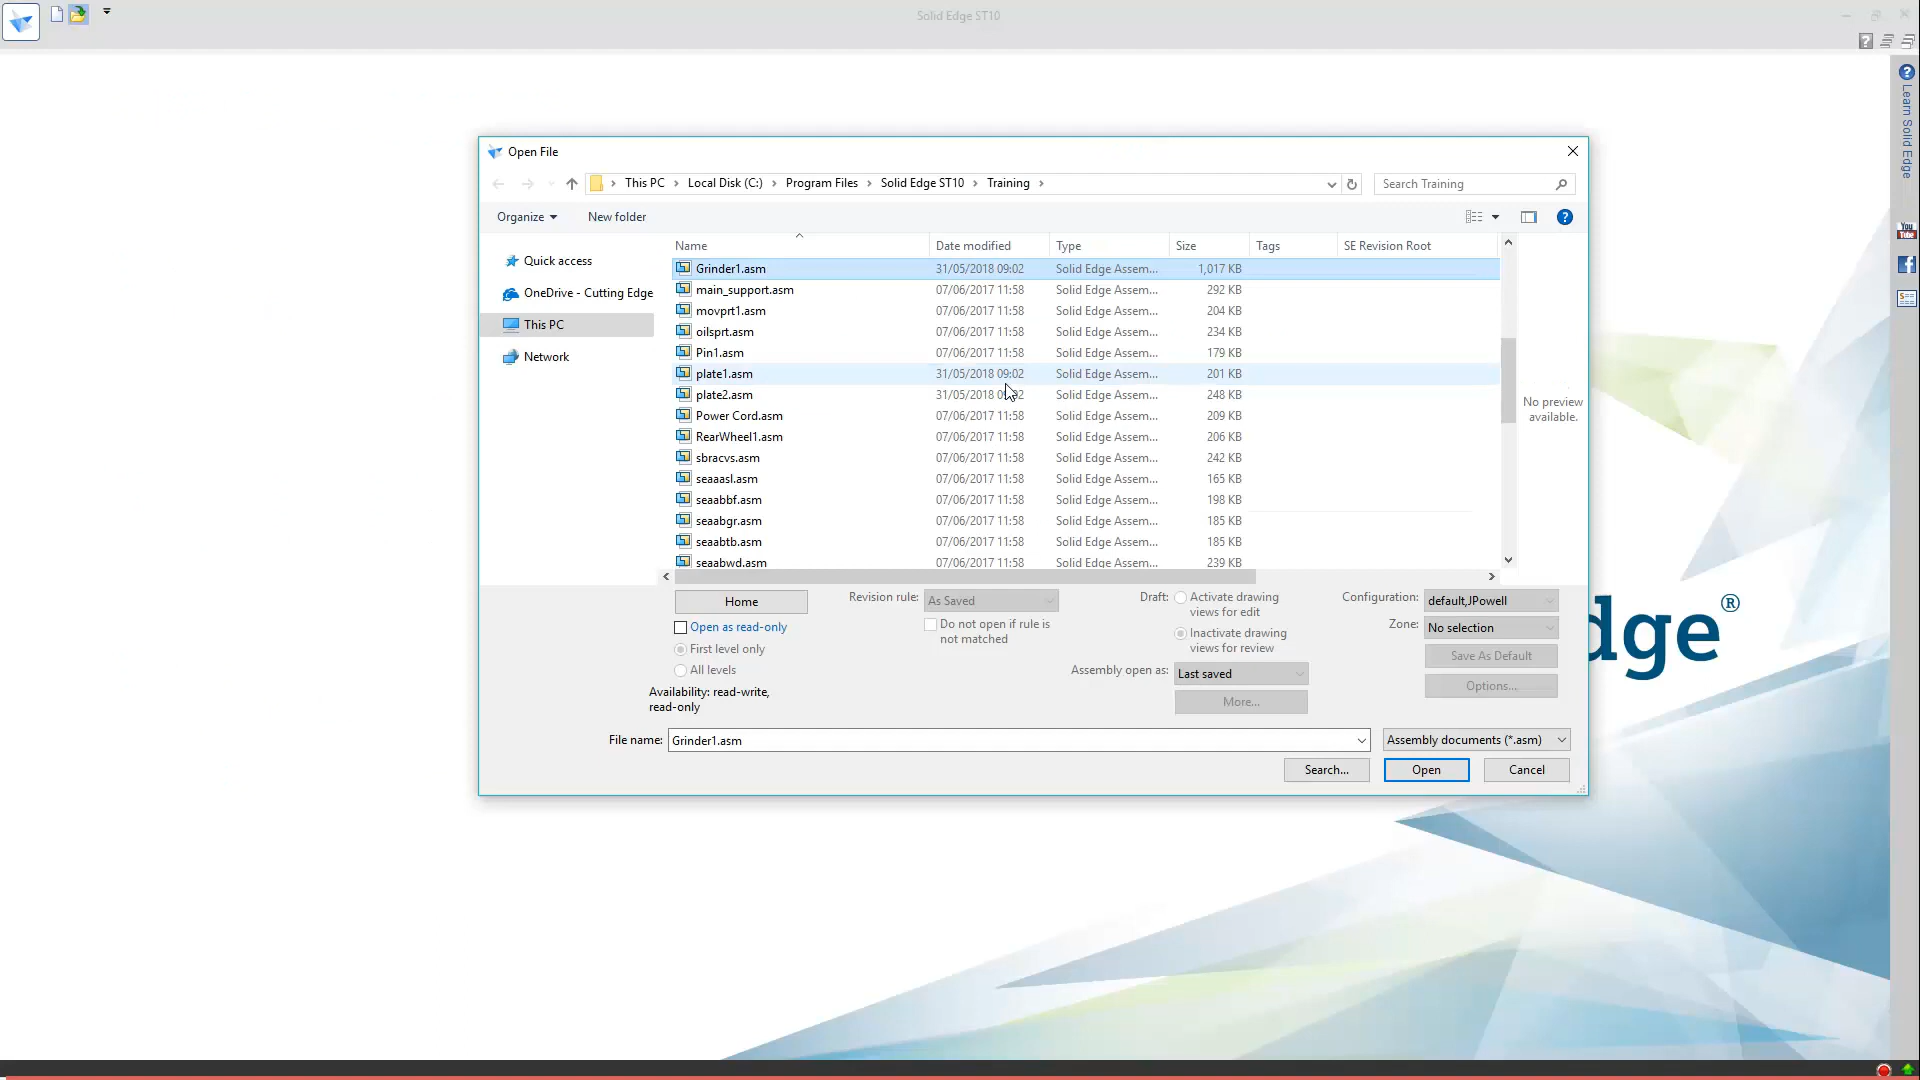 Solid Edge ST10
Learn Solid Edge
You
Tube
Open File
This PC > Local Disk (C:) > Program Files > Solid Edge ST10 > Training >
Search Training
Organize
New folder
Quick access
OneDrive - Cutting Edge
This PC
Network
Name Date modified Type Size Tags SE Revision Root
Grinder1.asm 31/05/2018 09:02 Solid Edge Assem... 1,017 KB
main_support.asm 07/06/2017 11:58 Solid Edge Assem... 292 KB
movprt1.asm 07/06/2017 11:58 Solid Edge Assem... 204 KB
oilsprt.asm 07/06/2017 11:58 Solid Edge Assem... 234 KB
Pin1.asm 07/06/2017 11:58 Solid Edge Assem... 179 KB
plate1.asm 31/05/2018 09:02 Solid Edge Assem... 201 KB
plate2.asm 31/05/2018 09:02 Solid Edge Assem... 248 KB
Power Cord.asm 07/06/2017 11:58 Solid Edge Assem... 209 KB
RearWheel1.asm 07/06/2017 11:58 Solid Edge Assem... 206 KB
sbracvs.asm 07/06/2017 11:58 Solid Edge Assem... 242 KB
seaaasl.asm 07/06/2017 11:58 Solid Edge Assem... 165 KB
seaabbf.asm 07/06/2017 11:58 Solid Edge Assem... 198 KB
seaabgr.asm 07/06/2017 11:58 Solid Edge Assem... 185 KB
seaabtb.asm 07/06/2017 11:58 Solid Edge Assem... 185 KB
seaabwd.asm 07/06/2017 11:58 Solid Edge Assem... 239 KB
No preview
available.
Home
Open as read-only
First level only
All levels
Availability: read-write,
read-only
Revision rule: As Saved
Do not open if rule is
not matched
Draft: Activate drawing
views for edit
Inactivate drawing
views for review
Assembly open as: Last saved
More...
Configuration: default,JPowell
Zone: No selection
Save As Default
Options...
File name: Grinder1.asm
Assembly documents (*.asm)
Search... Open Cancel
dge®